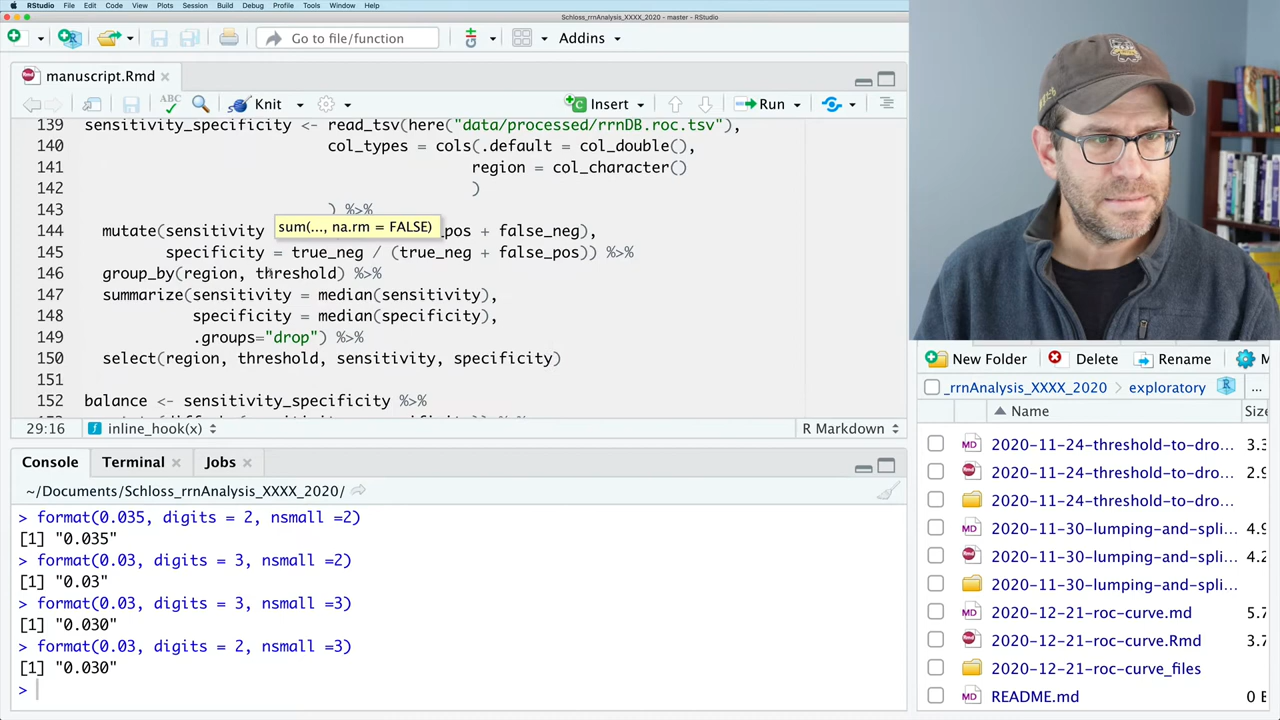 RStudio File Edit Code View Plots Session Build Debug Profile Tools Window Help
Schloss_rrnAnalysis_XXXX_2020 - master - RStudio
Go to file/function Addins
manuscript.Rmd
ABC Knit Insert Run
139 sensitivity_specificity <- read_tsv(here("data/processed/rrnDB.roc.tsv"),
140 col_types = cols(.default = col_double(),
141 region = col_character()
142 )
143 ) %>%
sum(..., na.rm = FALSE)
144 mutate(sensitivity _pos + false_neg),
145 specificity = true_neg / (true_neg + false_pos)) %>%
146 group_by(region, threshold) %>%
147 summarize(sensitivity = median(sensitivity),
148 specificity = median(specificity),
149 .groups="drop") %>%
150 select(region, threshold, sensitivity, specificity)
151
152 balance <- sensitivity_specificity %>%
29:16 inline_hook(x) R Markdown
Console Terminal Jobs
~/Documents/Schloss_rrnAnalysis_XXXX_2020/
> format(0.035, digits = 2, nsmall =2)
[1] "0.035"
> format(0.03, digits = 3, nsmall =2)
[1] "0.03"
> format(0.03, digits = 3, nsmall =3)
[1] "0.030"
> format(0.03, digits = 2, nsmall =3)
[1] "0.030"
>
New Folder Delete Rename M
_rrnAnalysis_XXXX_2020 exploratory ...
Name Size
MD 2020-11-24-threshold-to-dro... 3.3
2020-11-24-threshold-to-dro... 2.9
2020-11-24-threshold-to-dro...
MD 2020-11-30-lumping-and-spli... 4.2
2020-11-30-lumping-and-spli... 4.2
2020-11-30-lumping-and-spli...
MD 2020-12-21-roc-curve.md 5.7
2020-12-21-roc-curve.Rmd 3.7
2020-12-21-roc-curve_files
MD README.md 0 B